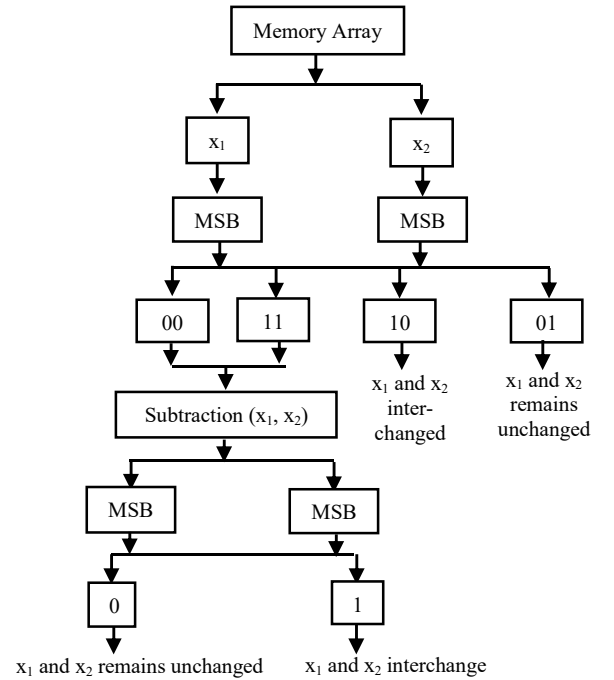 Memory Array
x₁
x₂
MSB
MSB
00
11
10
01
x₁ and x₂
inter-
changed
x₁ and x₂
remains
unchanged
Subtraction (x₁, x₂)
MSB
MSB
0
1
x₁ and x₂ remains unchanged
x₁ and x₂ interchange